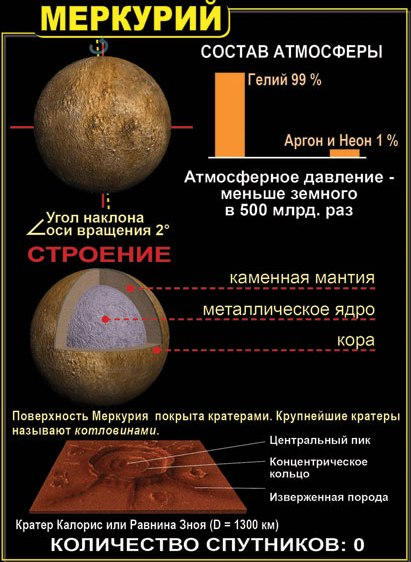 МЕРКУРИЙ
СОСТАВ АТМОСФЕРЫ
Гелий 99 %
Аргон и Неон 1 %
Атмосферное давление -
меньше земного
в 500 млрд. раз
Угол наклона
оси вращения 2°
СТРОЕНИЕ
каменная мантия
металлическое ядро
кора
Поверхность Меркурия покрыта кратерами. Крупнейшие кратеры
называют котловинами.
Центральный пик
Концентрическое
кольцо
Изверженная порода
Кратер Калорис или Равнина Зноя (D = 1300 км)
КОЛИЧЕСТВО СПУТНИКОВ: 0